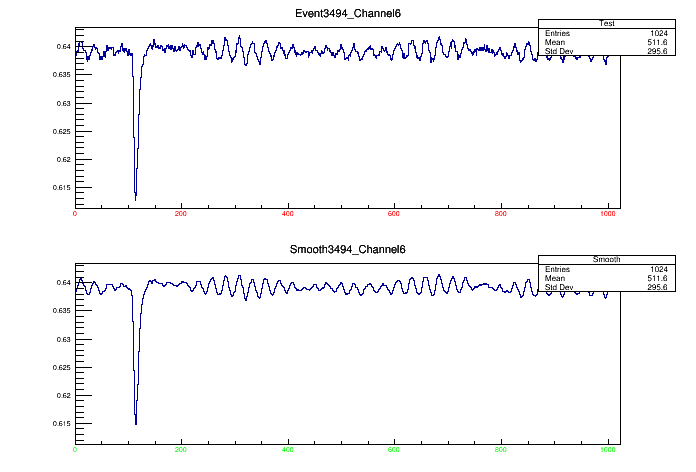 Event3494_Channel6
Test
Entries 1024
Mean 511.6
Std Dev 295.6
0.64
0.635
0.63
0.625
0.62
0.615
0 200 400 600 800 1000
Smooth3494_Channel6
Smooth
Entries 1024
Mean 511.6
Std Dev 295.6
0.64
0.635
0.63
0.625
0.62
0.615
0 200 400 600 800 1000